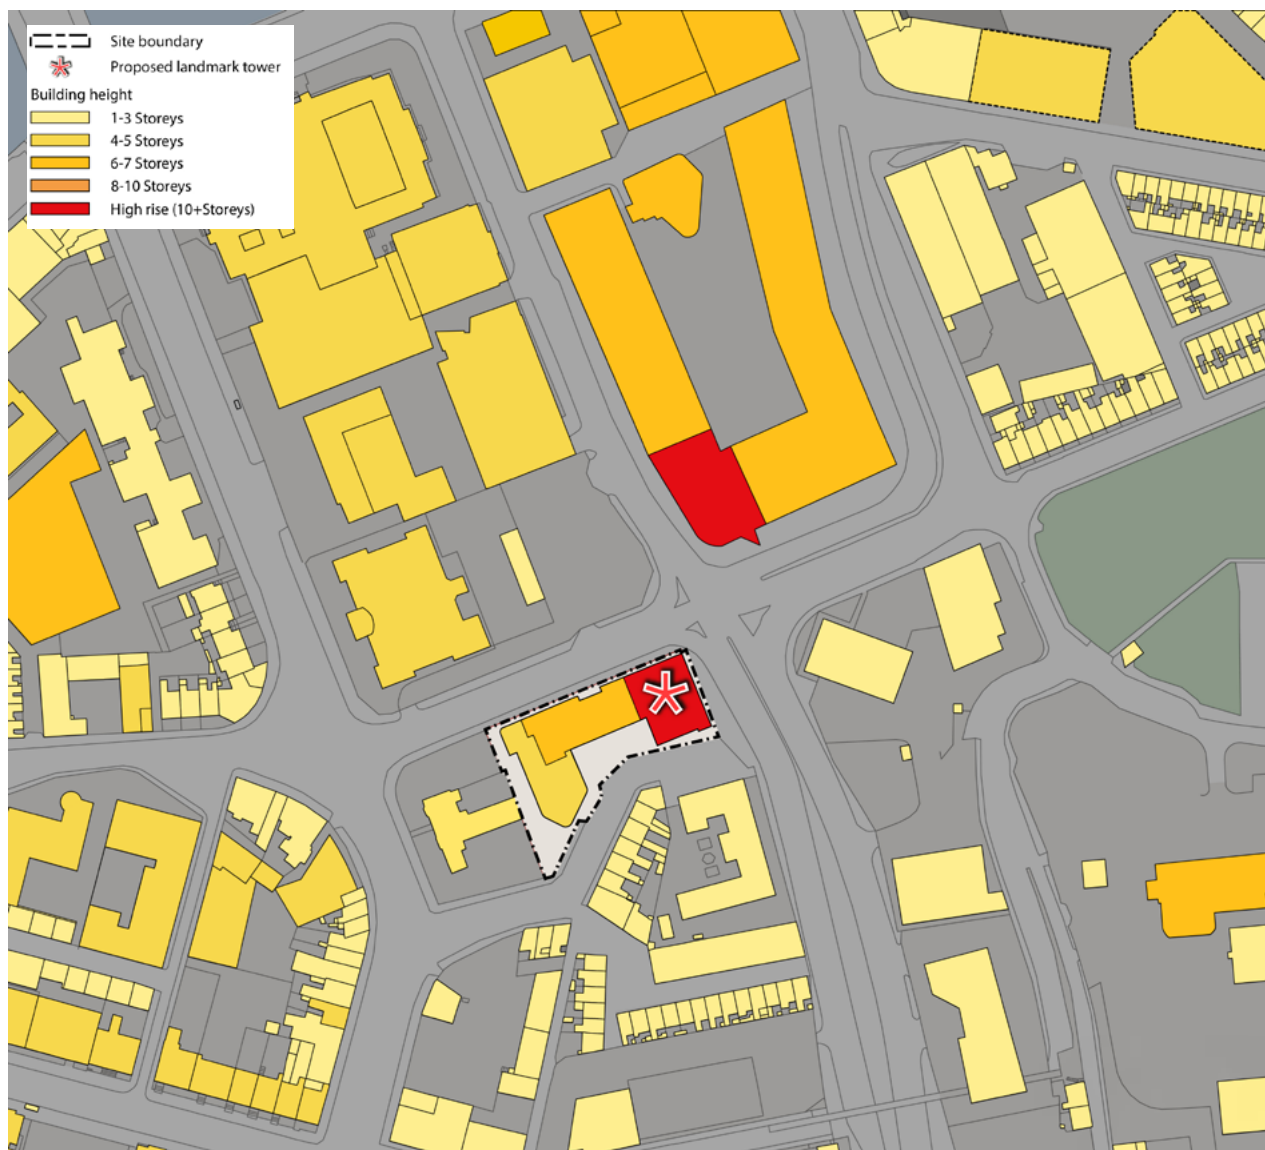 Site boundary
Proposed landmark tower
Building height
1-3 Storeys
4-5 Storeys
6-7 Storeys
8-10 Storeys
High rise (10+Storeys)